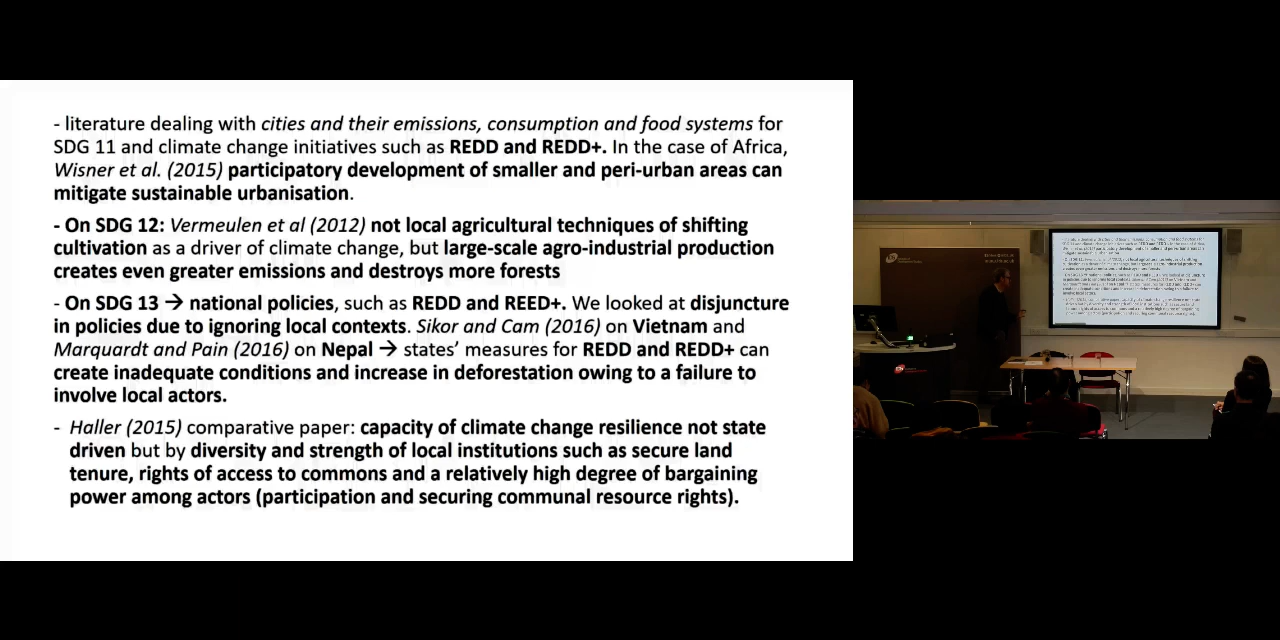 - literature dealing with cities and their emissions, consumption and food systems for
SDG 11 and climate change initiatives such as REDD and REDD+. In the case of Africa,
Wisner et al. (2015) participatory development of smaller and peri-urban areas can
mitigate sustainable urbanisation.
- On SDG 12: Vermeulen et al (2012) not local agricultural techniques of shifting
cultivation as a driver of climate change, but large-scale agro-industrial production
creates even greater emissions and destroys more forests
- On SDG 13 → national policies, such as REDD and REED+. We looked at disjuncture
in policies due to ignoring local contexts. Sikor and Cam (2016) on Vietnam and
Marquardt and Pain (2016) on Nepal → states’ measures for REDD and REDD+ can
create inadequate conditions and increase in deforestation owing to a failure to
involve local actors.
- Haller (2015) comparative paper: capacity of climate change resilience not state
driven but by diversity and strength of local institutions such as secure land
tenure, rights of access to commons and a relatively high degree of bargaining
power among actors (participation and securing communal resource rights).